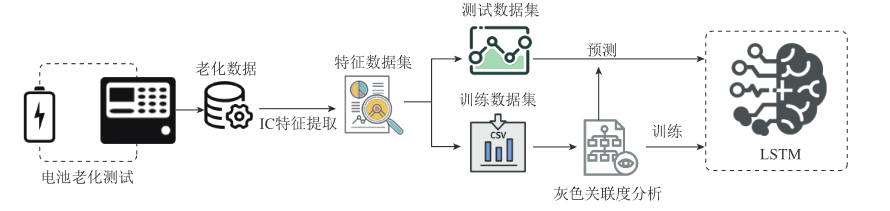 测试数据集
老化数据
特征数据集
预测
训练数据集
IC特征提取
CSV
训练
LSTM
电池老化测试
灰色关联度分析